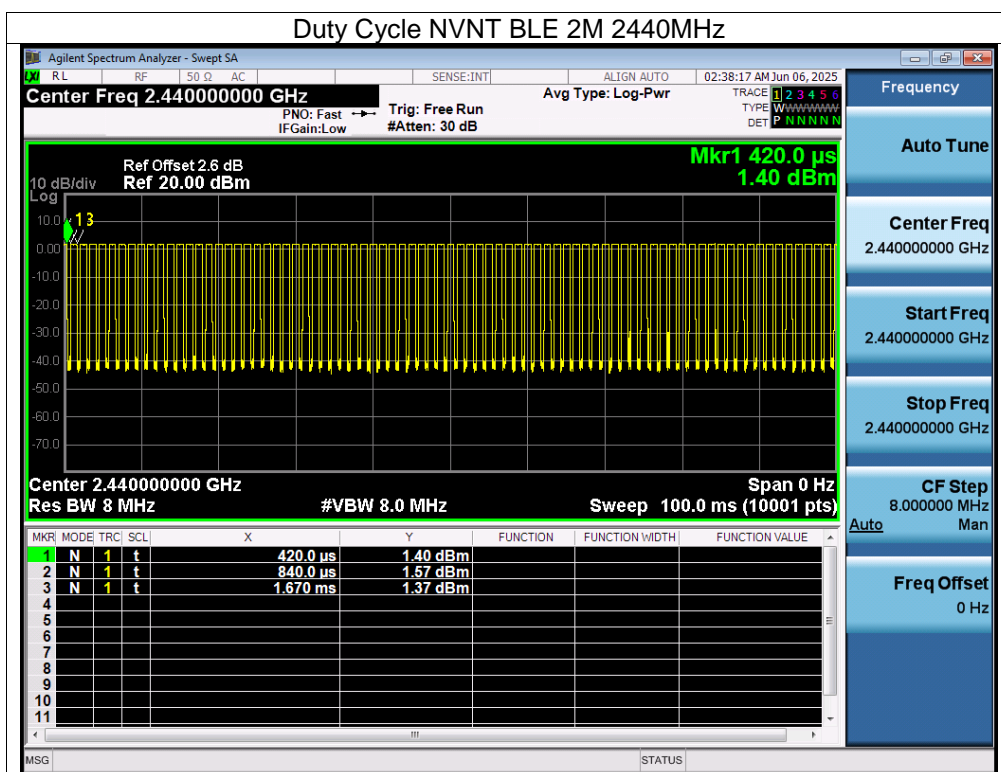 Duty Cycle NVNT BLE 2M 2440MHz
Agilent Spectrum Analyzer - Swept SA
LXI RL RF 50 Ω AC SENSE:INT ALIGN AUTO 02:38:17 AM Jun 06, 2025
Center Freq 2.440000000 GHz
PNO: Fast
IFGain:Low
Trig: Free Run
#Atten: 30 dB
Avg Type: Log-Pwr
TRACE 1 2 3 4 5 6
TYPE WWWWWW
DET P N N N N N
Mkr1 420.0 µs
1.40 dBm
Ref Offset 2.6 dB
10 dB/div Ref 20.00 dBm
Log
10.0
0.00
-10.0
-20.0
-30.0
-40.0
-50.0
-60.0
-70.0
1 3
Center 2.440000000 GHz Span 0 Hz
Res BW 8 MHz #VBW 8.0 MHz Sweep 100.0 ms (10001 pts)
MKR MODE TRC SCL X Y FUNCTION FUNCTION WIDTH FUNCTION VALUE
1 N 1 t 420.0 µs 1.40 dBm
2 N 1 t 840.0 µs 1.57 dBm
3 N 1 t 1.670 ms 1.37 dBm
4
5
6
7
8
9
10
11
MSG STATUS
Frequency
Auto Tune
Center Freq
2.440000000 GHz
Start Freq
2.440000000 GHz
Stop Freq
2.440000000 GHz
CF Step
8.000000 MHz
Auto Man
Freq Offset
0 Hz